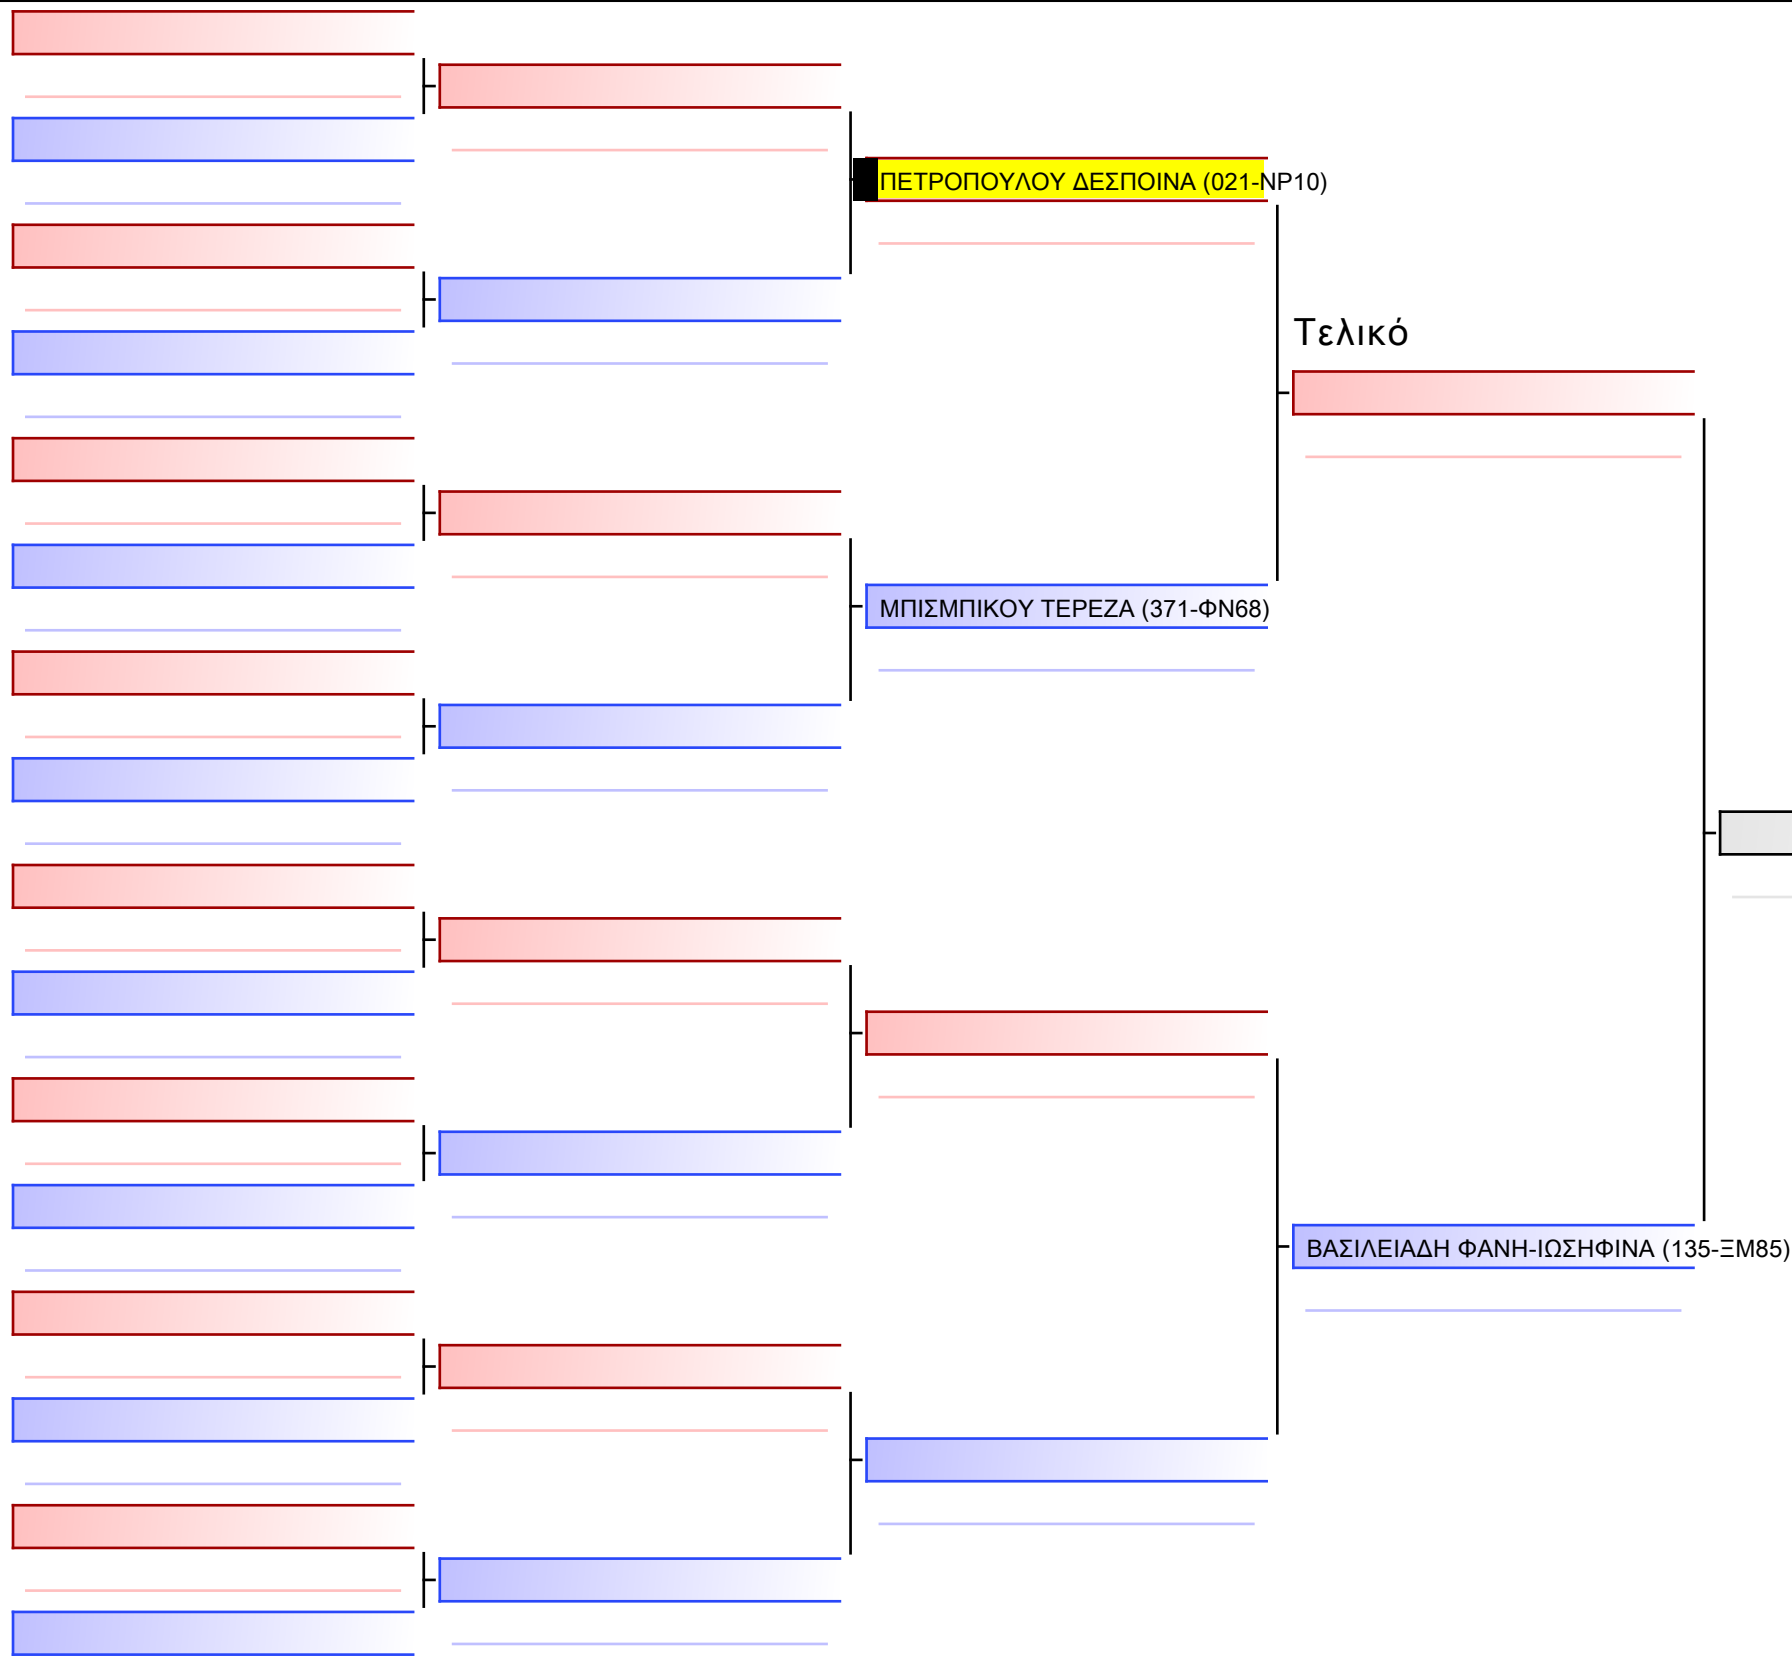 ΠΕΤΡΟΠΟΥΛΟΥ ΔΕΣΠΟΙΝΑ (021-ΝΡ10)
Τελικό
ΜΠΙΣΜΠΙΚΟΥ ΤΕΡΕΖΑ (371-ΦΝ68)
ΒΑΣΙΛΕΙΑΔΗ ΦΑΝΗ-ΙΩΣΗΦΙΝΑ (135-ΞΜ85)